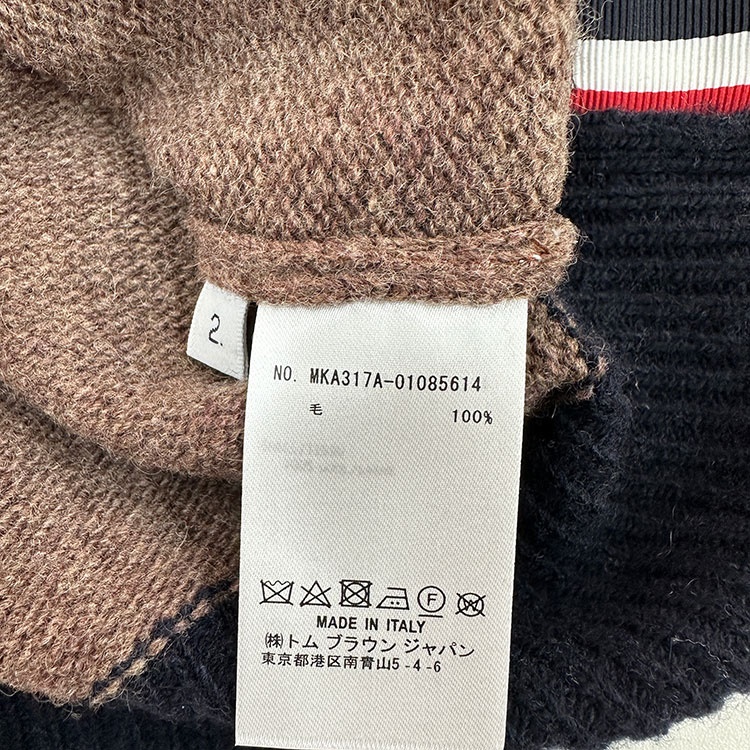 2.
NO. MKA317A-01085614
毛 100%
F
MADE IN ITALY
(株)トム ブラウン ジャパン
東京都港区南青山5-4-6